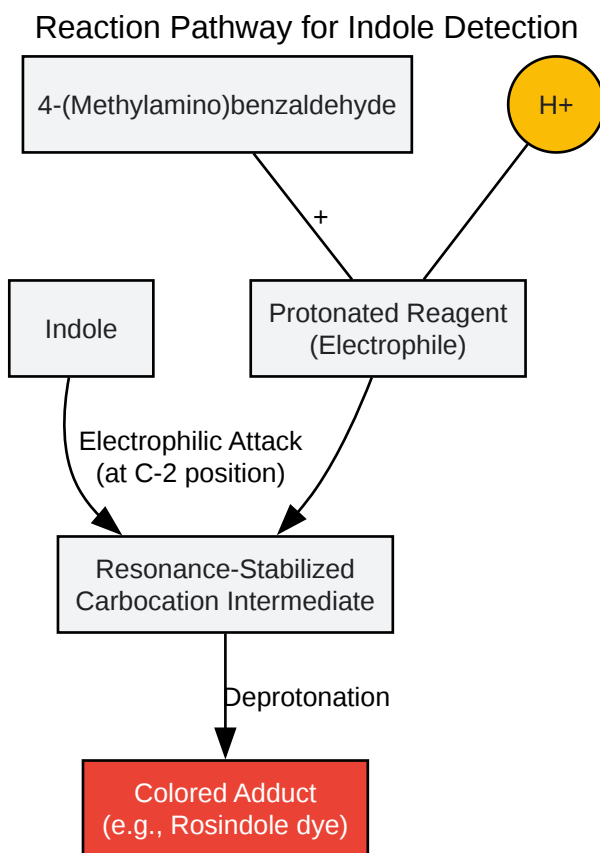 Reaction Pathway for Indole Detection
4-(Methylamino)benzaldehyde
H+
+
Indole
Protonated Reagent
(Electrophile)
Electrophilic Attack
(at C-2 position)
Resonance-Stabilized
Carbocation Intermediate
Deprotonation
Colored Adduct
(e.g., Rosindole dye)